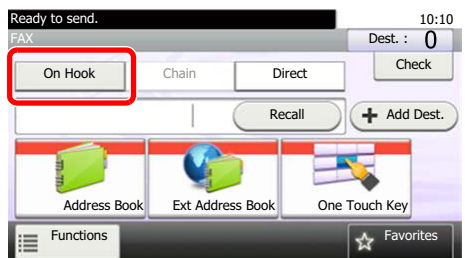 Ready to send.
10:10
FAX
Dest. : 0
On Hook
Chain
Direct
Check
Recall
Add Dest.
Address Book
Ext Address Book
One Touch Key
Functions
Favorites